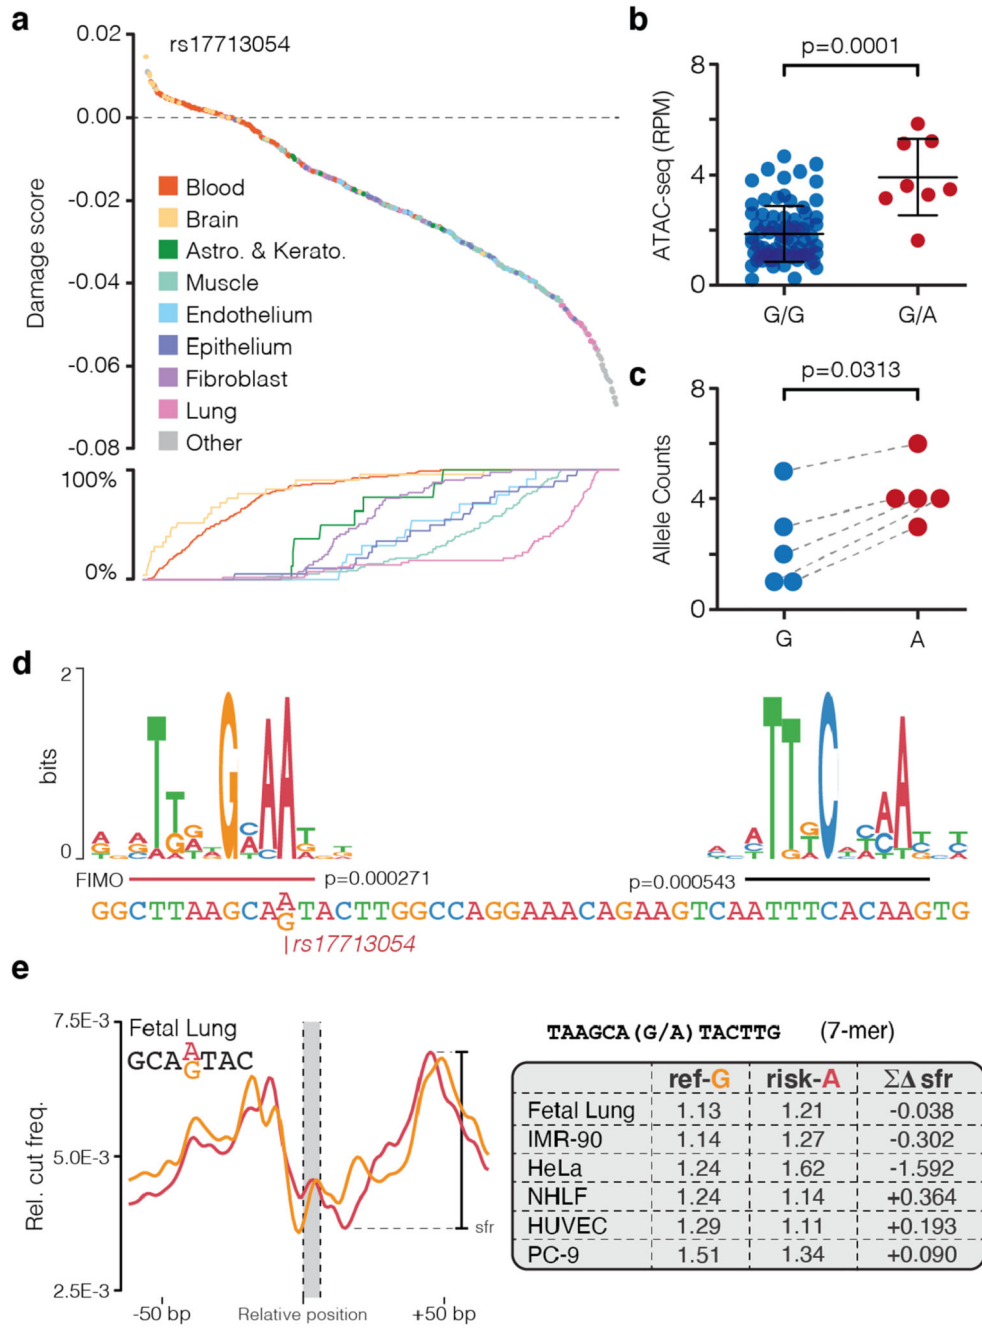 a
0.02
0.00
-0.02
-0.04
-0.06
-0.08
Damage score
rs17713054
Blood
Brain
Astro. & Kerato.
Muscle
Endothelium
Epithelium
Fibroblast
Lung
Other
100%
0%
b
p=0.0001
8
4
0
ATAC-seq (RPM)
G/G
G/A
c
p=0.0313
8
4
0
Allele Counts
G
A
d
2
bits
0
FIMO
p=0.000271
p=0.000543
GGCTTAAGCA A/G TACTTGGCCAGGAAACAGAAGTCAATTTCACAAGTG
rs17713054
e
7.5E-3
5.0E-3
2.5E-3
Rel. cut freq.
Fetal Lung
GCA A/G TAC
sfr
-50 bp
Relative position
+50 bp
TAAGCA(G/A)TACTTG (7-mer)
ref-G risk-A ΣΔ sfr
Fetal Lung 1.13 1.21 -0.038
IMR-90 1.14 1.27 -0.302
HeLa 1.24 1.62 -1.592
NHLF 1.24 1.14 +0.364
HUVEC 1.29 1.11 +0.193
PC-9 1.51 1.34 +0.090